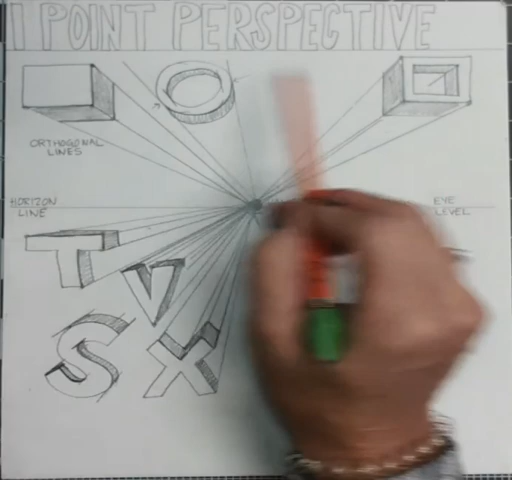 1 POINT PERSPECTIVE
ORTHOGONAL
LINES
HORIZON
LINE
EYE
LEVEL
T
V
S
X